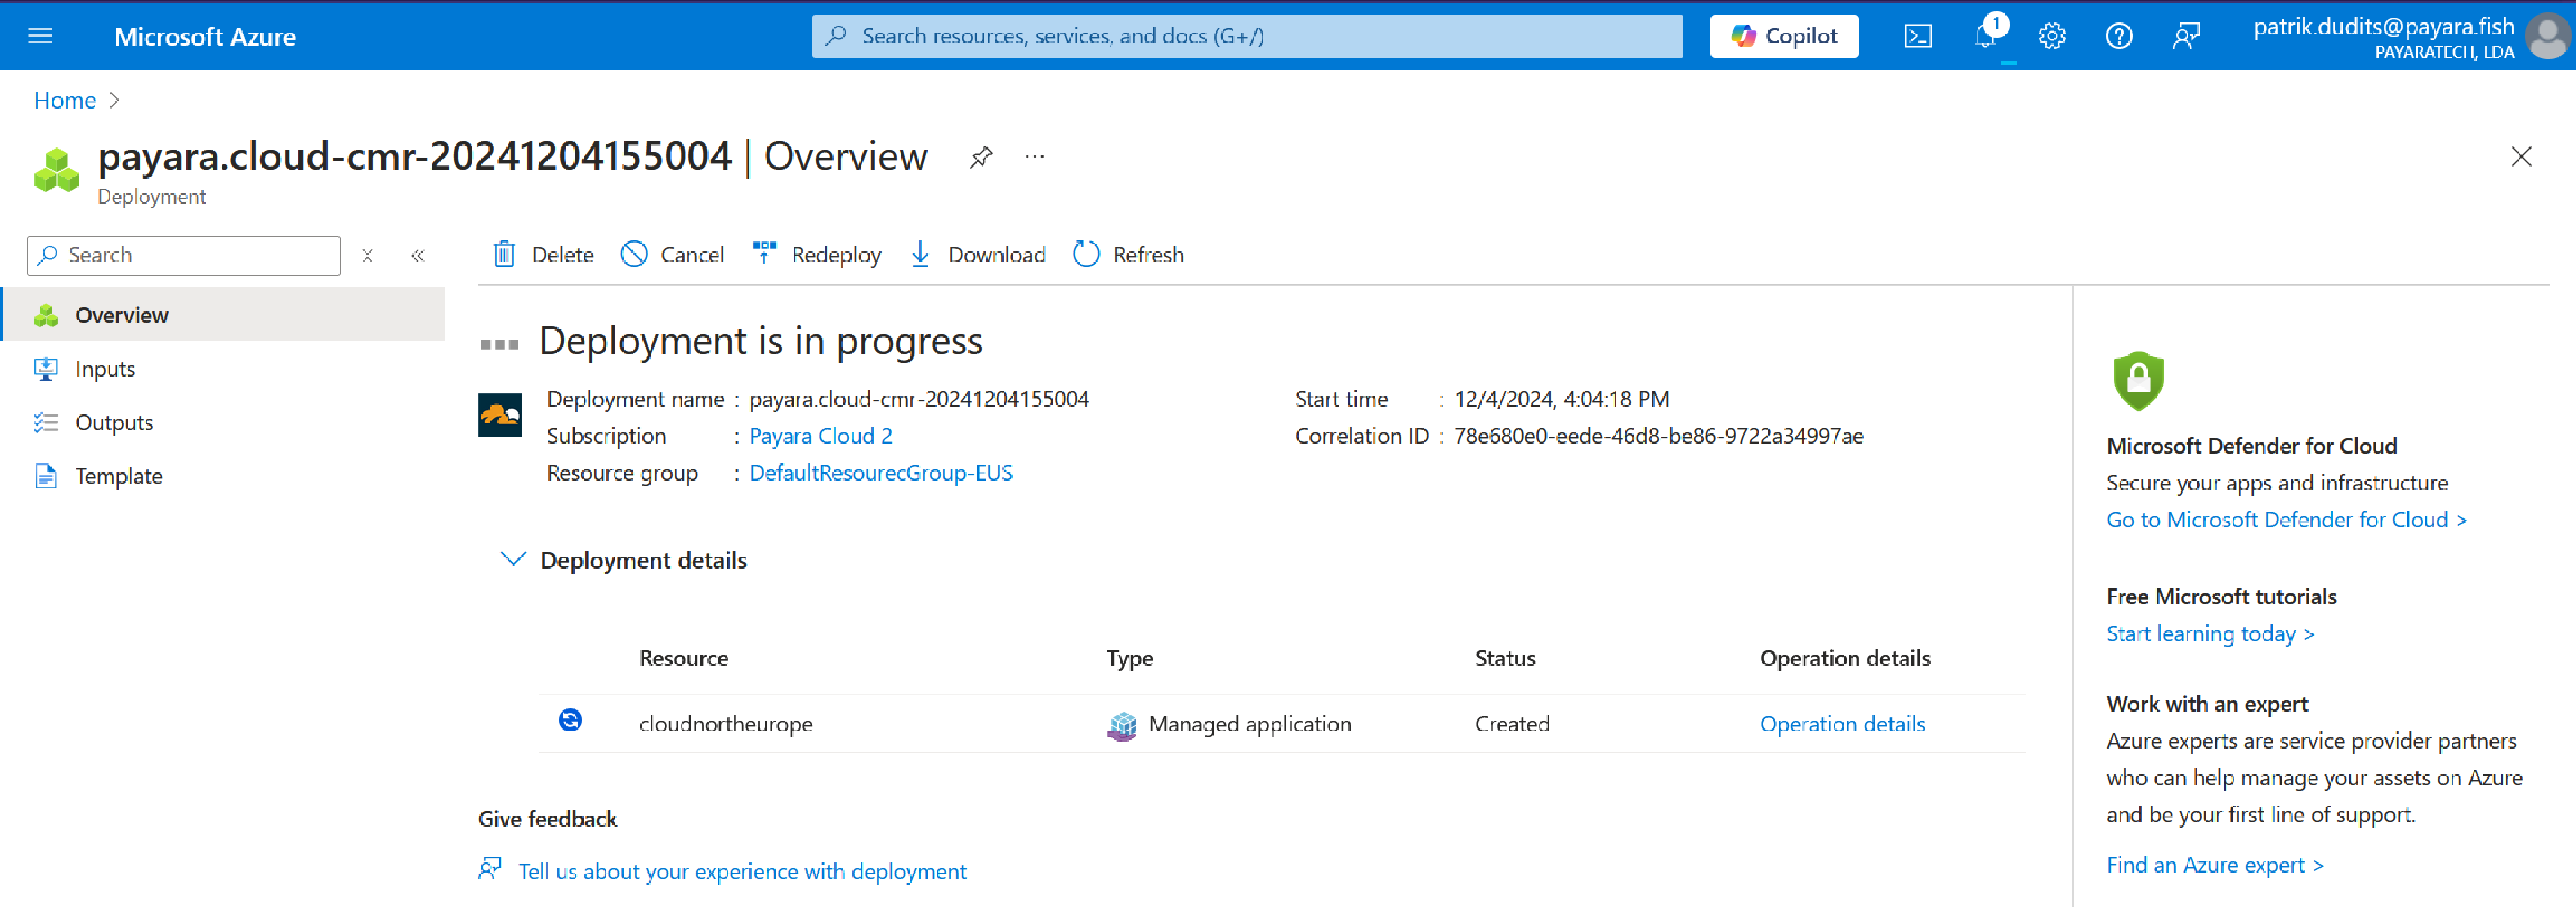 Microsoft Azure
Search resources, services, and docs (G+/)
Copilot
1
patrik.dudits@payara.fish
PAYARATECH, LDA
Home
payara.cloud-cmr-20241204155004 | Overview
Deployment
Search
Delete
Cancel
Redeploy
Download
Refresh
Overview
Inputs
Outputs
Template
Deployment is in progress
Deployment name : payara.cloud-cmr-20241204155004
Subscription : Payara Cloud 2
Resource group : DefaultResourecGroup-EUS
Start time : 12/4/2024, 4:04:18 PM
Correlation ID : 78e680e0-eede-46d8-be86-9722a34997ae
Deployment details
Resource Type Status Operation details
cloudnortheurope Managed application Created Operation details
Give feedback
Tell us about your experience with deployment
Microsoft Defender for Cloud
Secure your apps and infrastructure
Go to Microsoft Defender for Cloud >
Free Microsoft tutorials
Start learning today >
Work with an expert
Azure experts are service provider partners
who can help manage your assets on Azure
and be your first line of support.
Find an Azure expert >